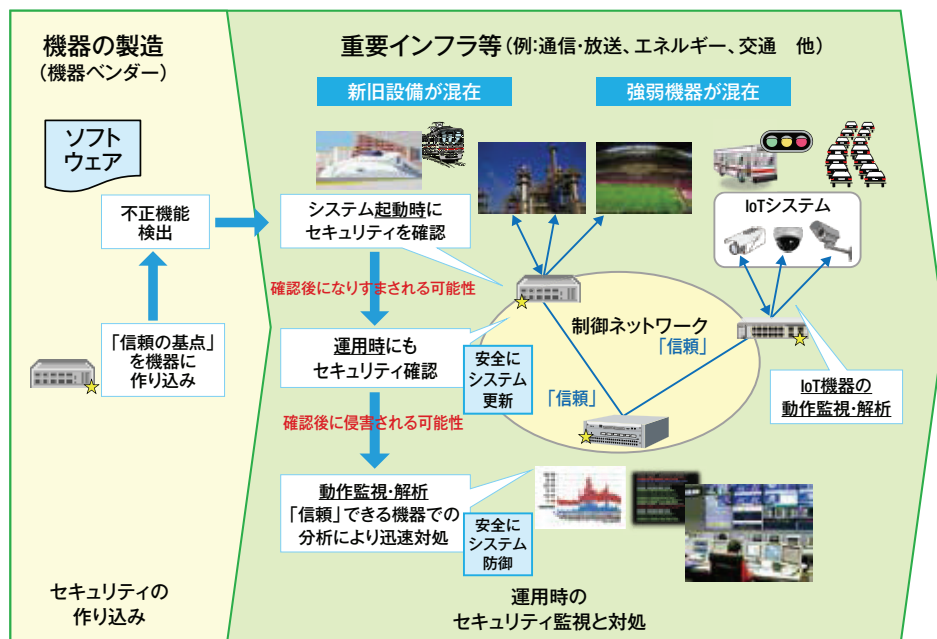 機器の製造
(機器ベンダー)
ソフト
ウェア
不正機能
検出
「信頼の基点」
を機器に
作り込み
セキュリティの
作り込み
重要インフラ等(例:通信・放送、エネルギー、交通　他)
新旧設備が混在
強弱機器が混在
システム起動時に
セキュリティを確認
確認後になりすまされる可能性
運用時にも
セキュリティ確認
安全に
システム
更新
確認後に侵害される可能性
動作監視・解析
「信頼」できる機器での
分析により迅速対処
安全に
システム
防御
IoTシステム
制御ネットワーク
「信頼」
「信頼」
IoT機器の
動作監視・解析
運用時の
セキュリティ監視と対処